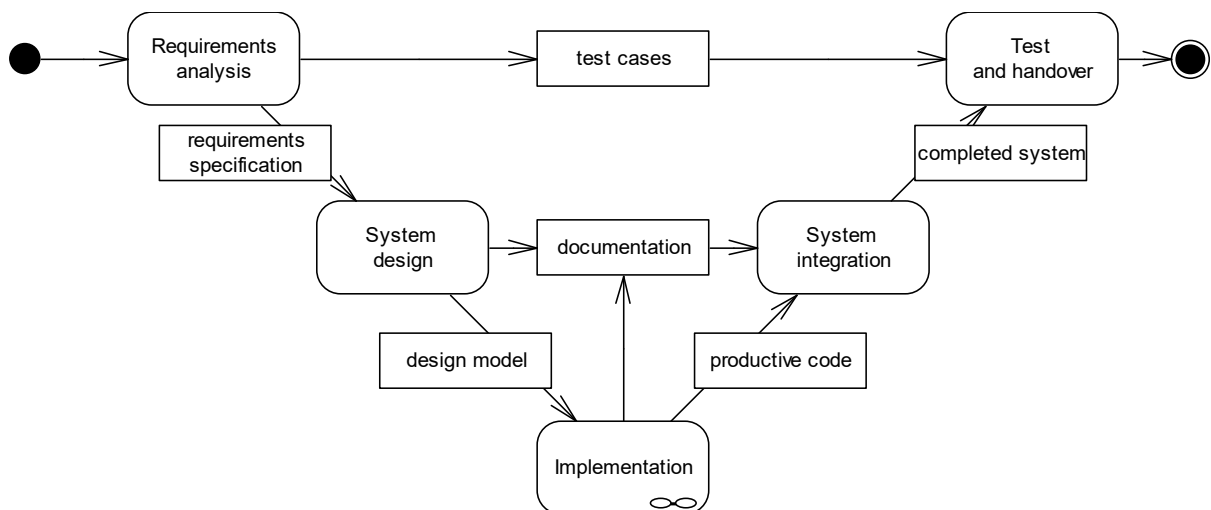 Requirements
analysis
test cases
Test
and handover
requirements
specification
completed system
System
design
documentation
System
integration
design model
productive code
Implementation